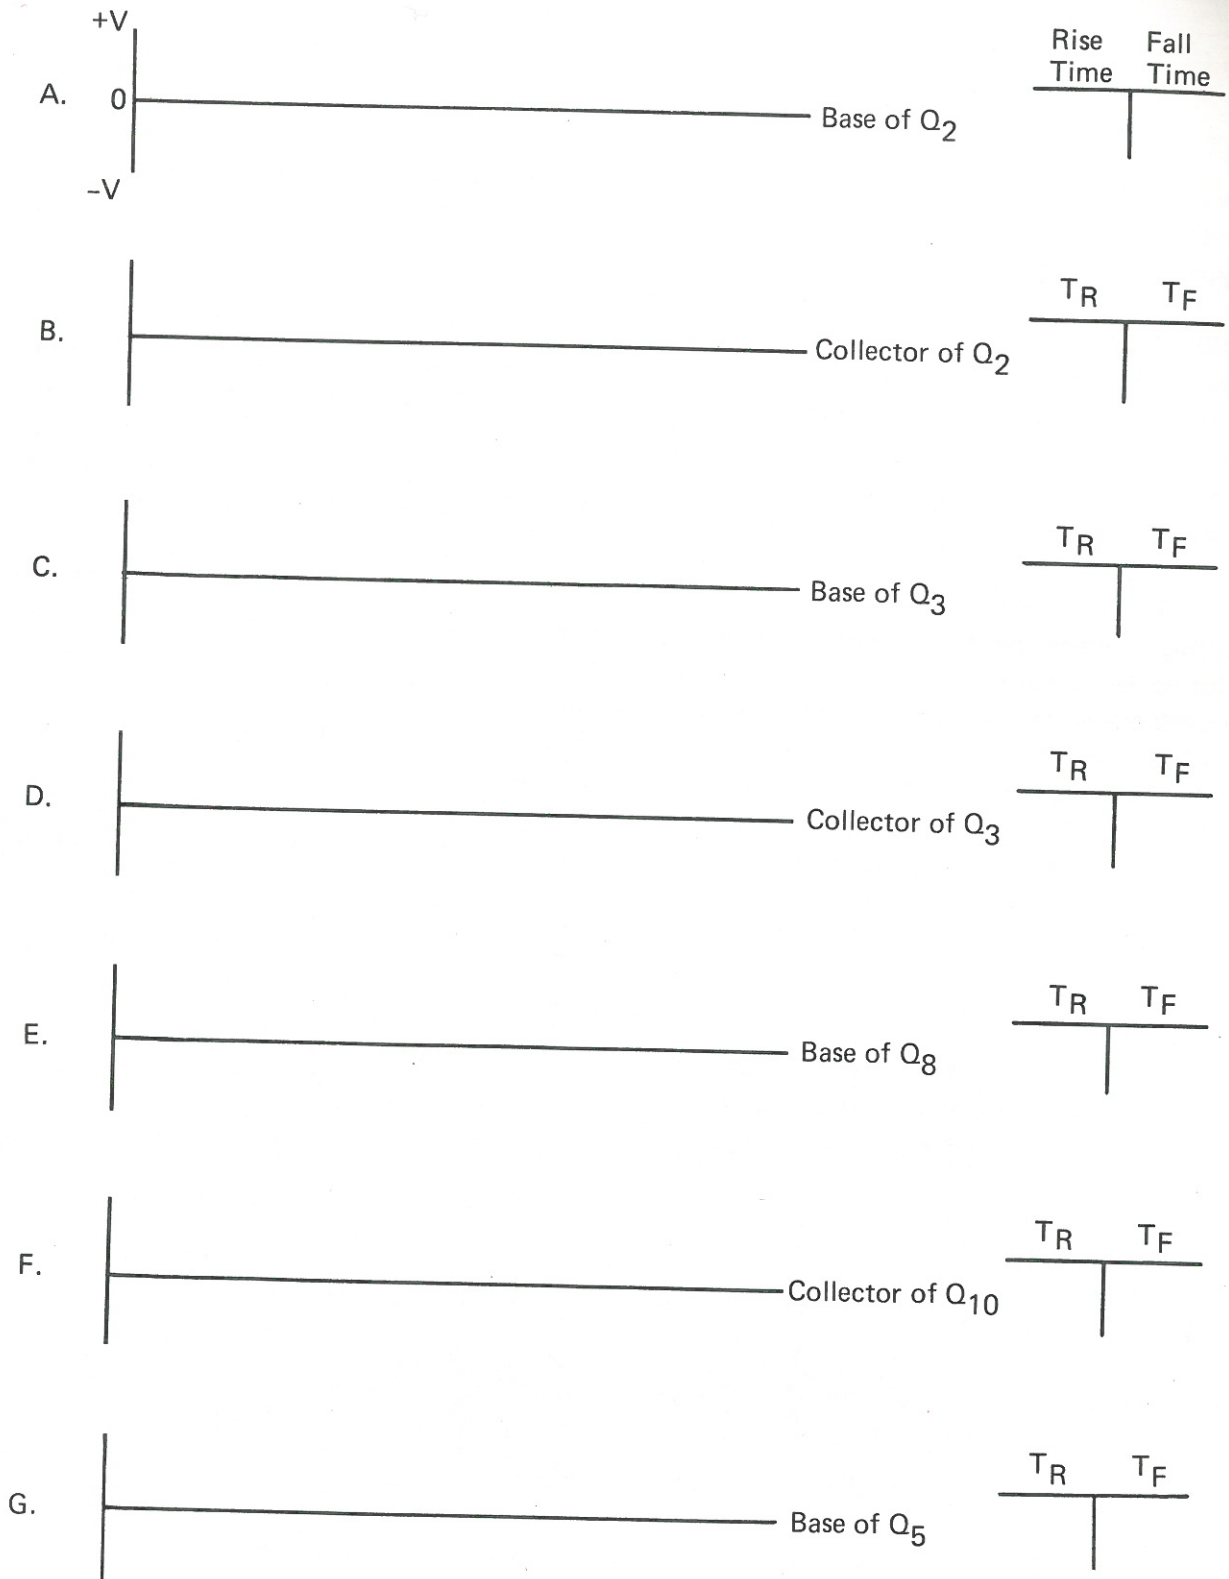 +V
Rise Fall
Time Time
A. 0 Base of Q2
–V
TR TF
B. Collector of Q2
TR TF
C. Base of Q3
TR TF
D. Collector of Q3
TR TF
E. Base of Q8
TR TF
F. Collector of Q10
TR TF
G. Base of Q5